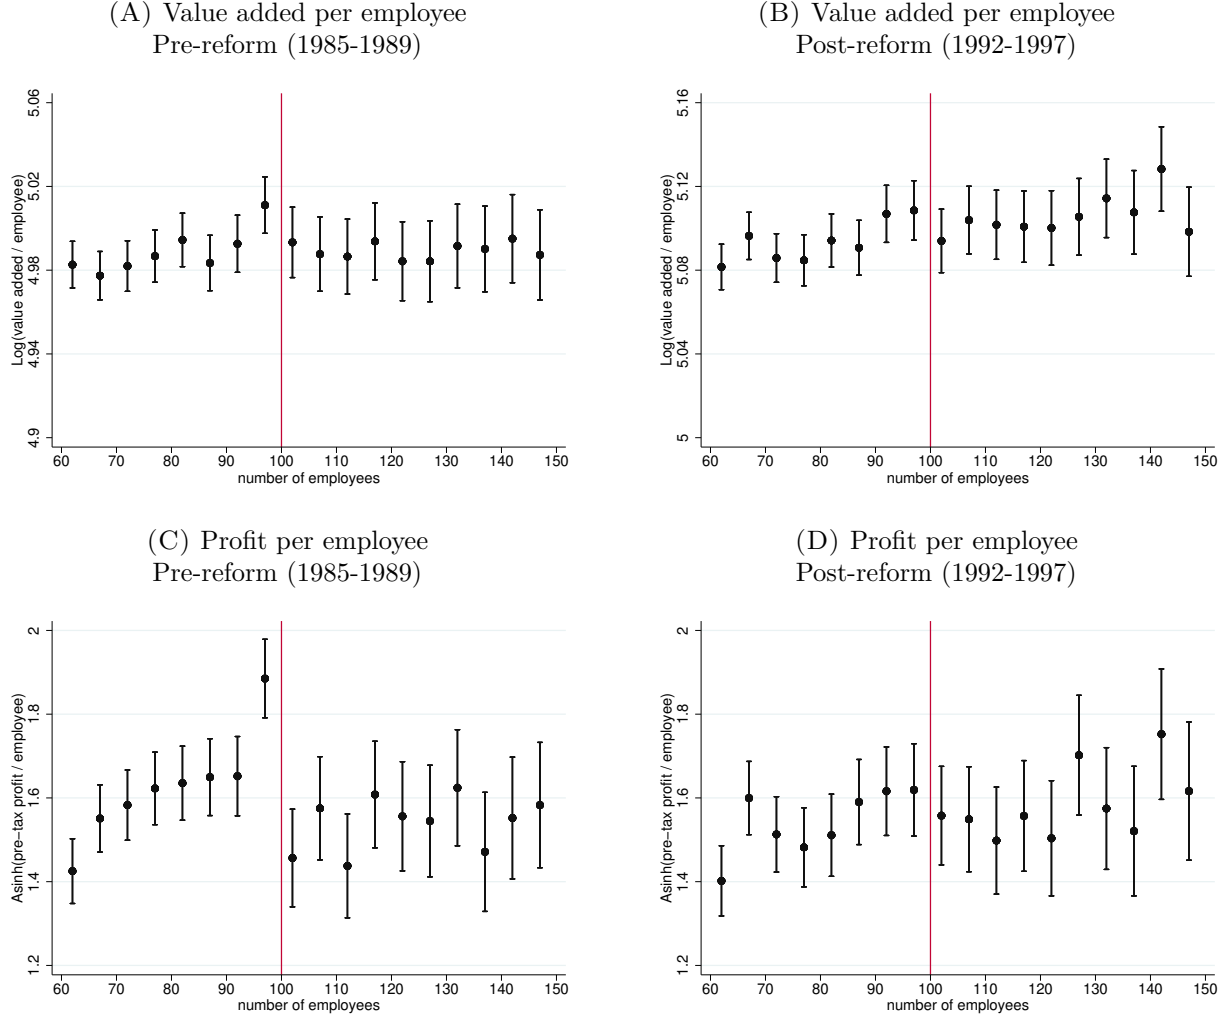 (A) Value added per employee
Pre-reform (1985-1989)
Log(value added / employee)
5.06
5.02
4.98
4.94
4.9
60 70 80 90 100 110 120 130 140 150
number of employees
(B) Value added per employee
Post-reform (1992-1997)
Log(value added / employee)
5.16
5.12
5.08
5.04
5
60 70 80 90 100 110 120 130 140 150
number of employees
(C) Profit per employee
Pre-reform (1985-1989)
Asinh(pre−tax profit / employee)
2
1.8
1.6
1.4
1.2
60 70 80 90 100 110 120 130 140 150
number of employees
(D) Profit per employee
Post-reform (1992-1997)
Asinh(pre−tax profit / employee)
2
1.8
1.6
1.4
1.2
60 70 80 90 100 110 120 130 140 150
number of employees